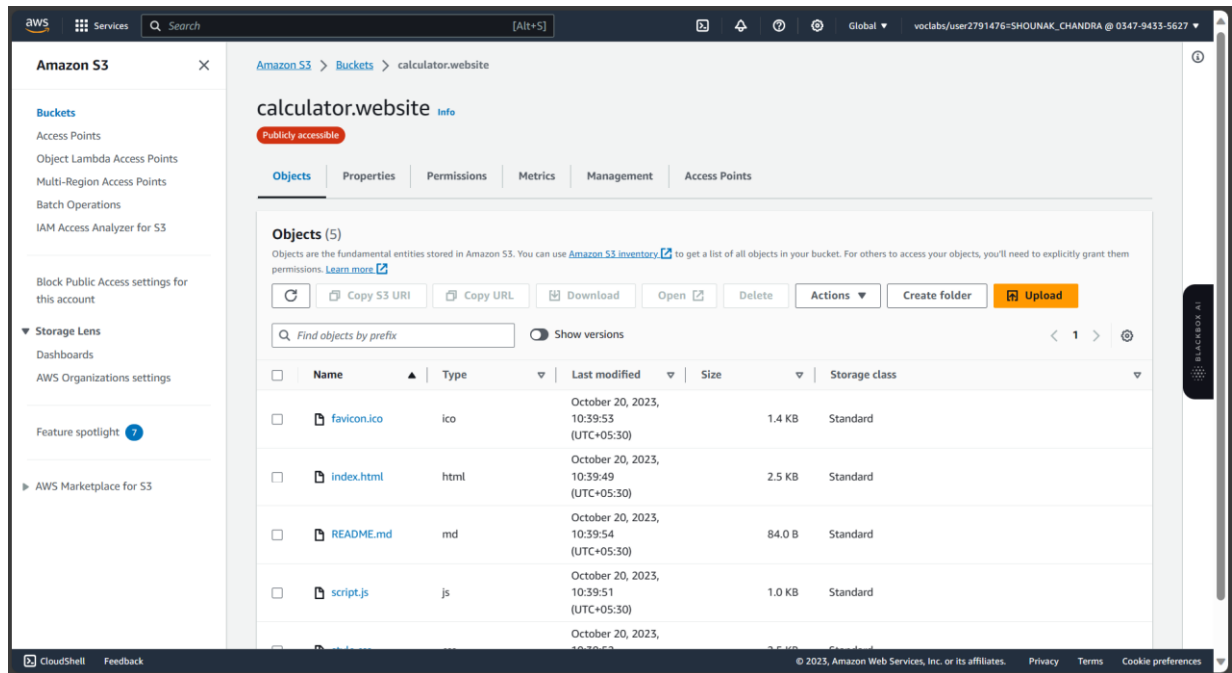 aws
Services
Search
[Alt+S]
Global ▼
voclabs/user2791476=SHOUNAK_CHANDRA @ 0347-9433-5627 ▼
Amazon S3
Buckets
Access Points
Object Lambda Access Points
Multi-Region Access Points
Batch Operations
IAM Access Analyzer for S3
Block Public Access settings for
this account
Storage Lens
Dashboards
AWS Organizations settings
Feature spotlight 7
AWS Marketplace for S3
Amazon S3 > Buckets > calculator.website
calculator.website Info
Publicly accessible
Objects Properties Permissions Metrics Management Access Points
Objects (5)
Objects are the fundamental entities stored in Amazon S3. You can use Amazon S3 inventory to get a list of all objects in your bucket. For others to access your objects, you'll need to explicitly grant them
permissions. Learn more
Copy S3 URI Copy URL Download Open Delete Actions ▼ Create folder Upload
Find objects by prefix
Show versions
< 1 >
Name Type Last modified Size Storage class
October 20, 2023,
favicon.ico ico 10:39:53 1.4 KB Standard
(UTC+05:30)
October 20, 2023,
index.html html 10:39:49 2.5 KB Standard
(UTC+05:30)
October 20, 2023,
README.md md 10:39:54 84.0 B Standard
(UTC+05:30)
October 20, 2023,
script.js js 10:39:51 1.0 KB Standard
(UTC+05:30)
October 20, 2023,
BLACKBOX AI
CloudShell Feedback
© 2023, Amazon Web Services, Inc. or its affiliates. Privacy Terms Cookie preferences